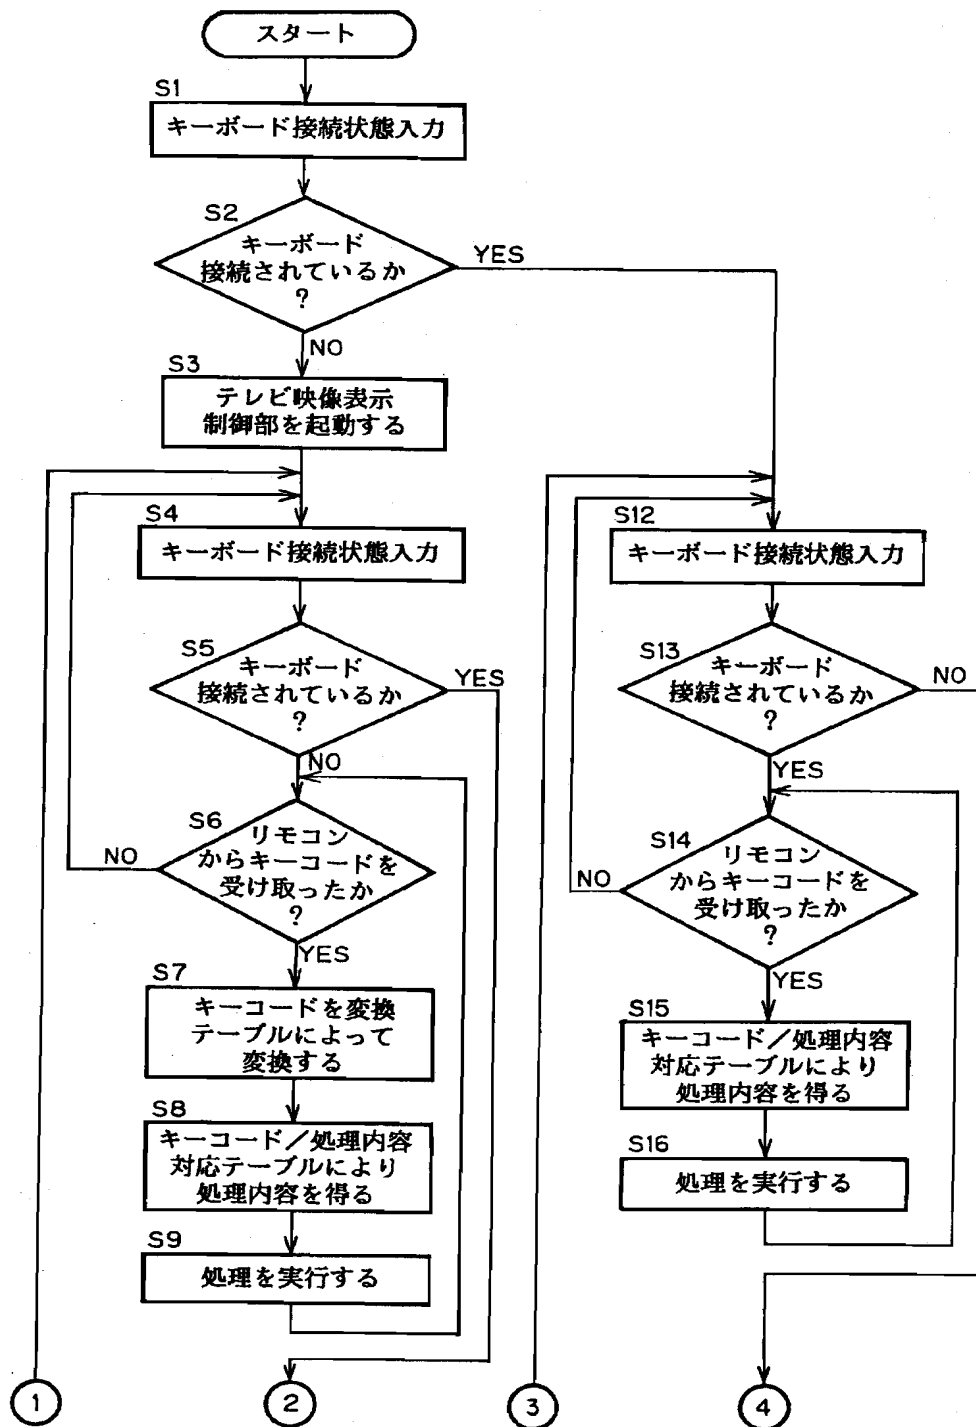 スタート
S1
キーボード接続状態入力
S2
キーボード
接続されているか
?
YES
NO
S3
テレビ映像表示
制御部を起動する
S4
キーボード接続状態入力
S5
キーボード
接続されているか
?
YES
NO
S6
リモコン
からキーコードを
受け取ったか
?
NO
YES
S7
キーコードを変換
テーブルによって
変換する
S8
キーコード/処理内容
対応テーブルにより
処理内容を得る
S9
処理を実行する
1
2
S12
キーボード接続状態入力
S13
キーボード
接続されているか
?
NO
YES
S14
リモコン
からキーコードを
受け取ったか
?
NO
YES
S15
キーコード/処理内容
対応テーブルにより
処理内容を得る
S16
処理を実行する
3
4